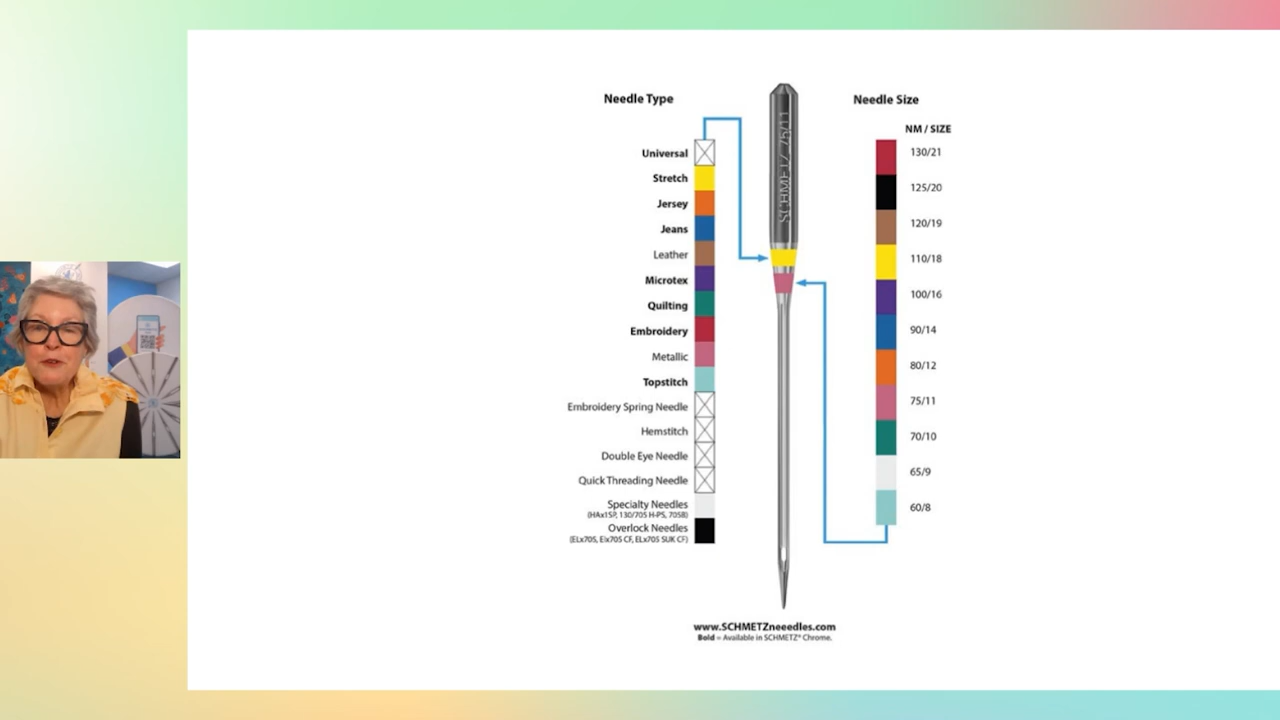 Needle Type
Needle Size
NM / SIZE
Universal
Stretch
Jersey
Jeans
Leather
Microtex
Quilting
Embroidery
Metallic
Topstitch
Embroidery Spring Needle
Hemstitch
Double Eye Needle
Quick Threading Needle
Specialty Needles
(HAx1SP, 130/705 H-PS, 705B)
Overlock Needles
(ELx705, ELx705 CF, ELx705 SUK CF)
SCHMETZ 75/11
130/21
125/20
120/19
110/18
100/16
90/14
80/12
75/11
70/10
65/9
60/8
www.SCHMETZneeedles.com
Bold = Available in SCHMETZ® Chrome.